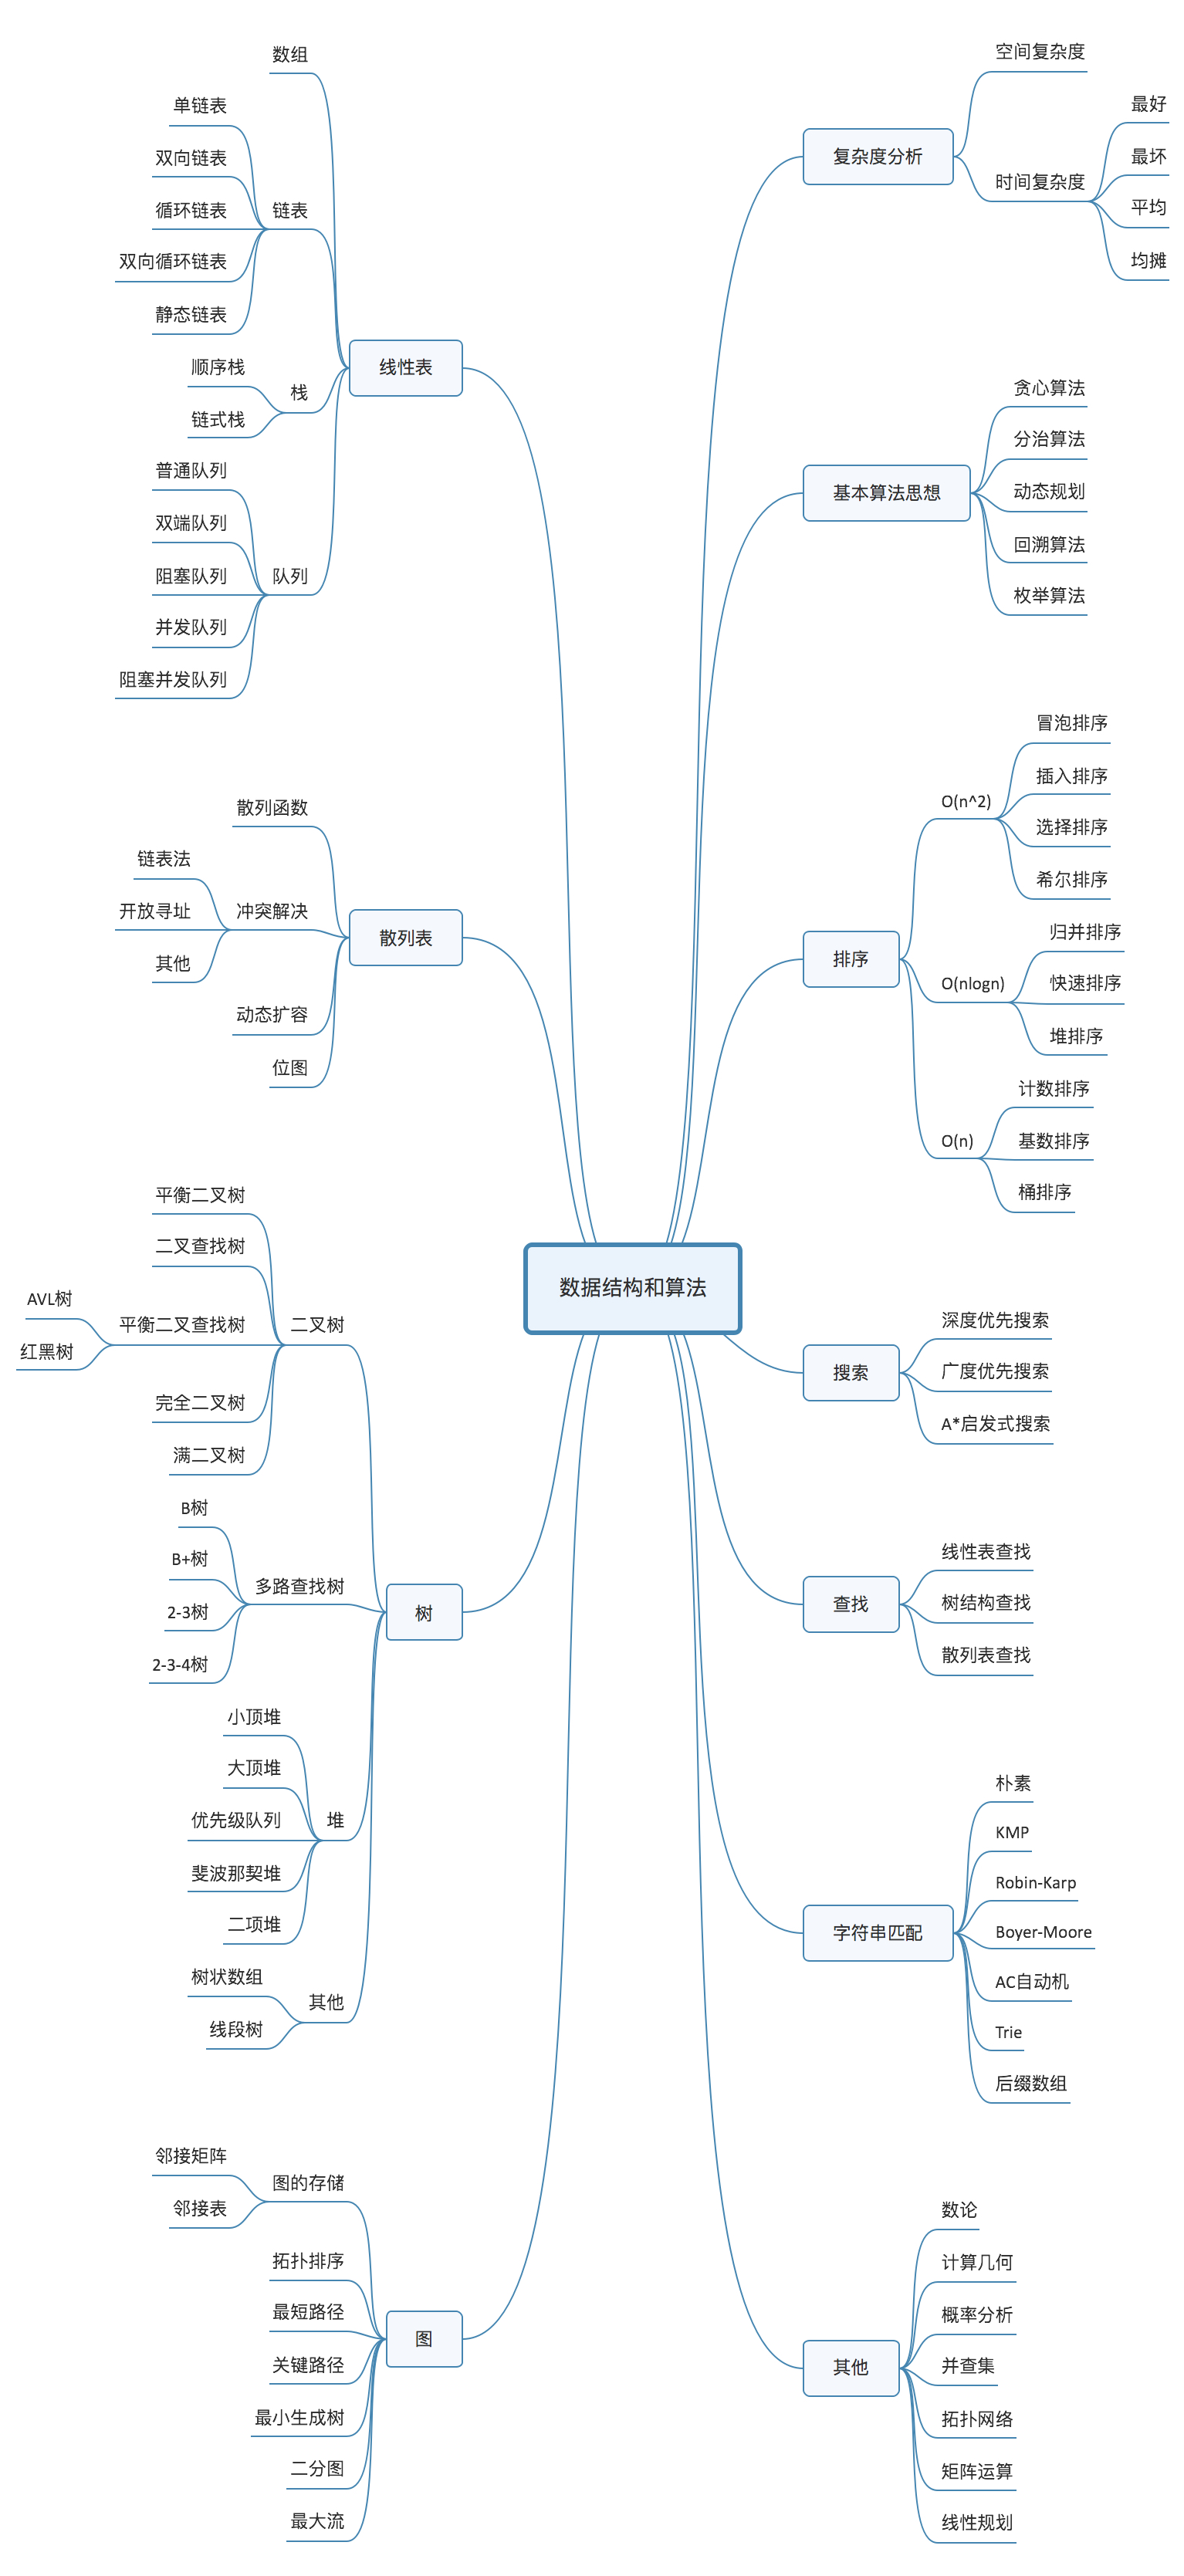 数据结构和算法
线性表
数组
链表
单链表
双向链表
循环链表
双向循环链表
静态链表
栈
顺序栈
链式栈
队列
普通队列
双端队列
阻塞队列
并发队列
阻塞并发队列
散列表
散列函数
冲突解决
链表法
开放寻址
其他
动态扩容
位图
树
二叉树
平衡二叉树
二叉查找树
平衡二叉查找树
AVL树
红黑树
完全二叉树
满二叉树
多路查找树
B树
B+树
2-3树
2-3-4树
堆
小顶堆
大顶堆
优先级队列
斐波那契堆
二项堆
其他
树状数组
线段树
图
图的存储
邻接矩阵
邻接表
拓扑排序
最短路径
关键路径
最小生成树
二分图
最大流
复杂度分析
空间复杂度
时间复杂度
最好
最坏
平均
均摊
基本算法思想
贪心算法
分治算法
动态规划
回溯算法
枚举算法
排序
O(n^2)
冒泡排序
插入排序
选择排序
希尔排序
O(nlogn)
归并排序
快速排序
堆排序
O(n)
计数排序
基数排序
桶排序
搜索
深度优先搜索
广度优先搜索
A*启发式搜索
查找
线性表查找
树结构查找
散列表查找
字符串匹配
朴素
KMP
Robin-Karp
Boyer-Moore
AC自动机
Trie
后缀数组
其他
数论
计算几何
概率分析
并查集
拓扑网络
矩阵运算
线性规划